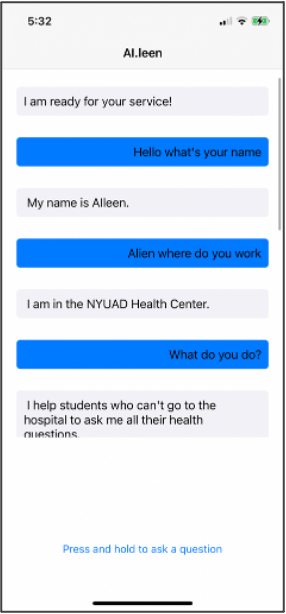 5:32
AI.leen
I am ready for your service!
Hello what's your name
My name is Alleen.
Alien where do you work
I am in the NYUAD Health Center.
What do you do?
I help students who can't go to the
hospital to ask me all their health
questions.
Press and hold to ask a question